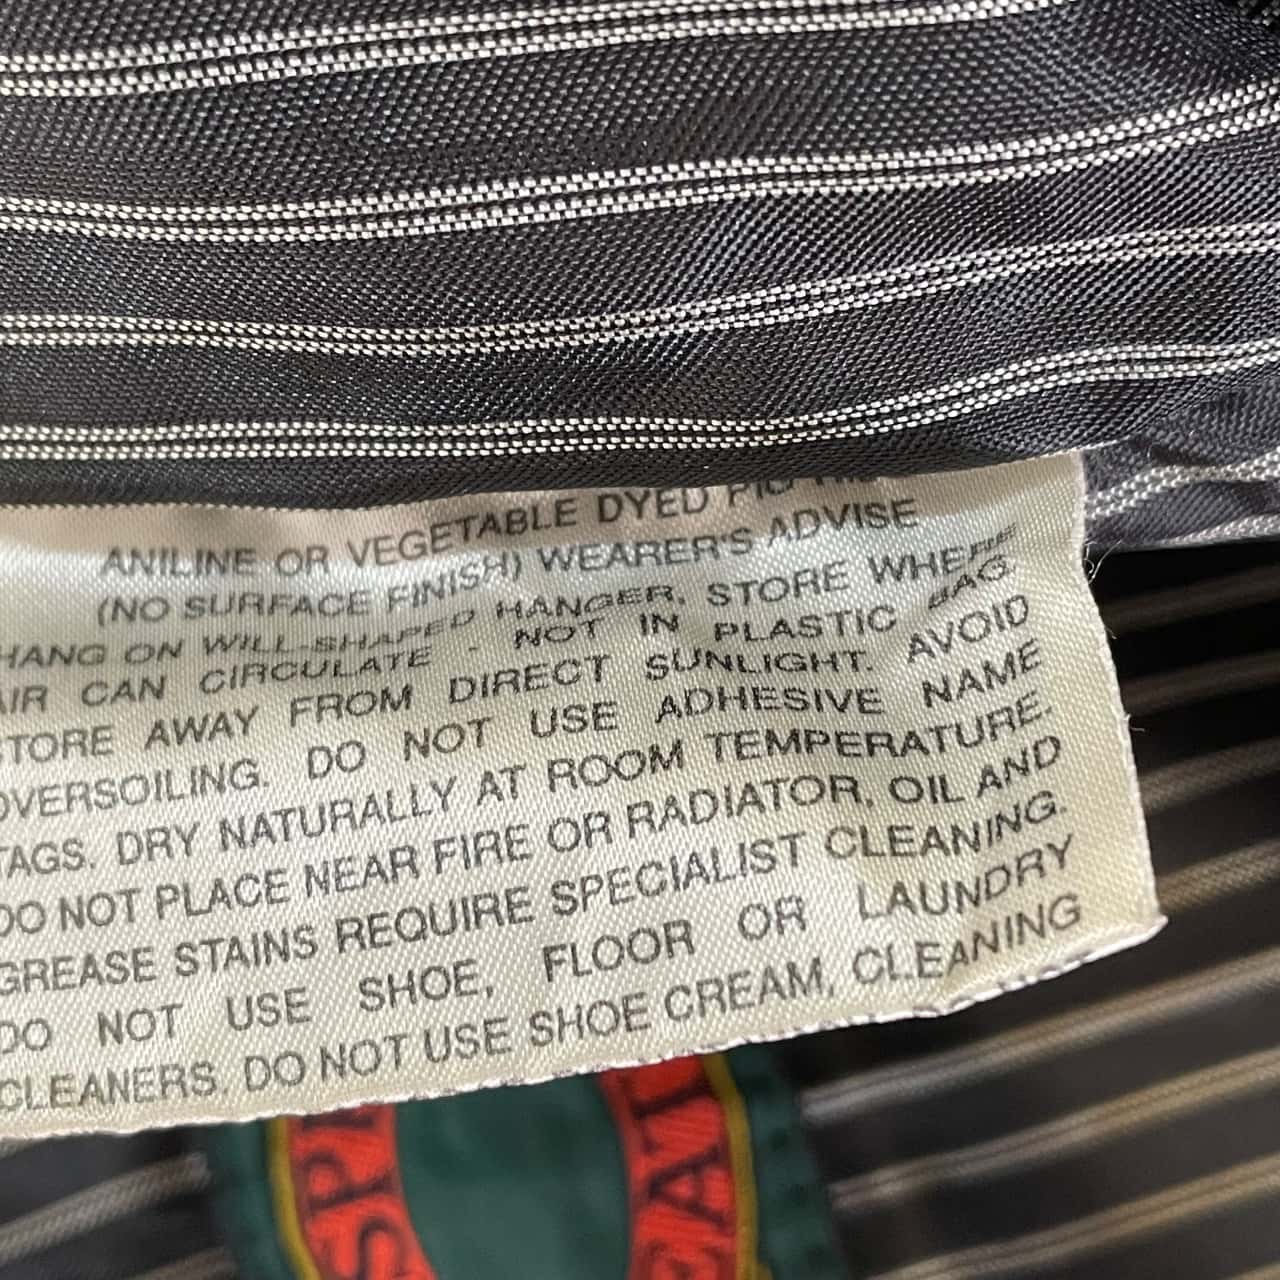 ANILINE OR VEGETABLE DYED PIG
(NO SURFACE FINISH) WEARER'S ADVISE
HANG ON WILL-SHAPED HANGER, STORE WHERE
AIR CAN CIRCULATE - NOT IN PLASTIC BAG.
STORE AWAY FROM DIRECT SUNLIGHT. AVOID
OVERSOILING. DO NOT USE ADHESIVE NAME
TAGS. DRY NATURALLY AT ROOM TEMPERATURE.
DO NOT PLACE NEAR FIRE OR RADIATOR, OIL AND
GREASE STAINS REQUIRE SPECIALIST CLEANING.
DO NOT USE SHOE, FLOOR OR LAUNDRY
CLEANERS. DO NOT USE SHOE CREAM, CLEANING